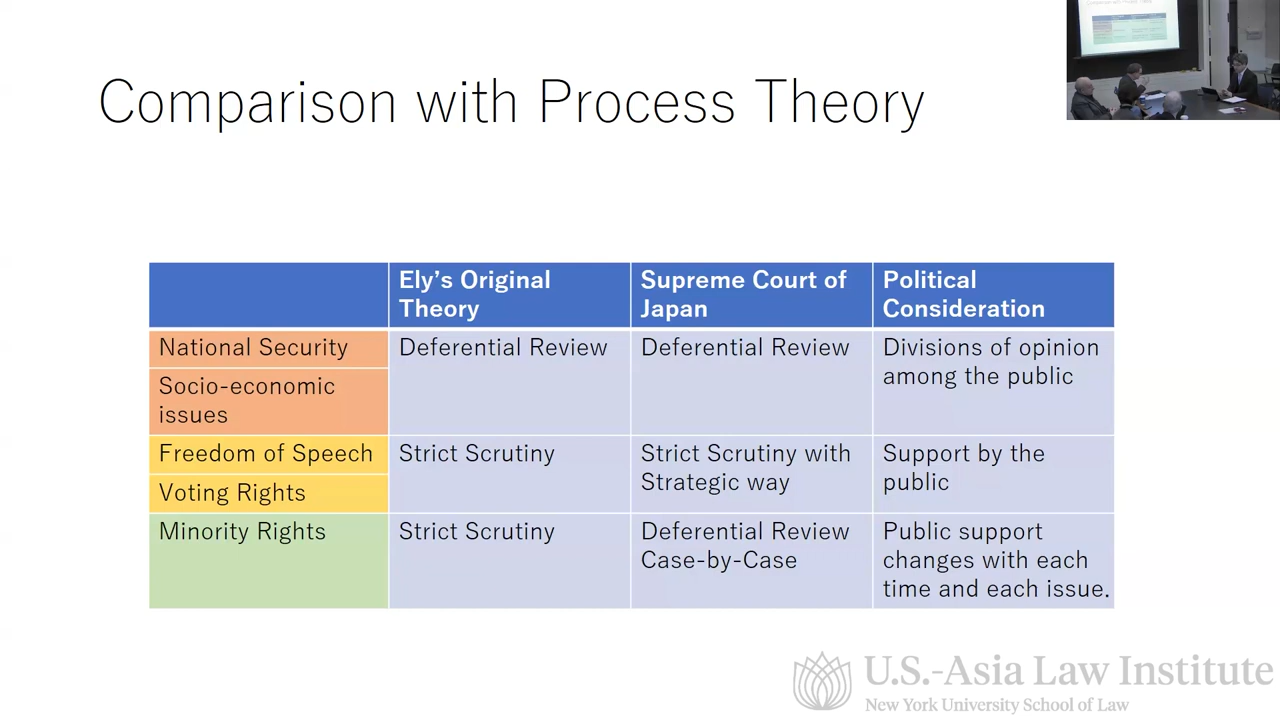 Comparison with Process Theory
Ely's Original
Theory
Supreme Court of
Japan
Political
Consideration
National Security
Deferential Review
Deferential Review
Divisions of opinion
among the public
Socio-economic
issues
Freedom of Speech
Strict Scrutiny
Strict Scrutiny with
Strategic way
Support by the
public
Voting Rights
Minority Rights
Strict Scrutiny
Deferential Review
Case-by-Case
Public support
changes with each
time and each issue.
U.S.-Asia Law Institute
New York University School of Law